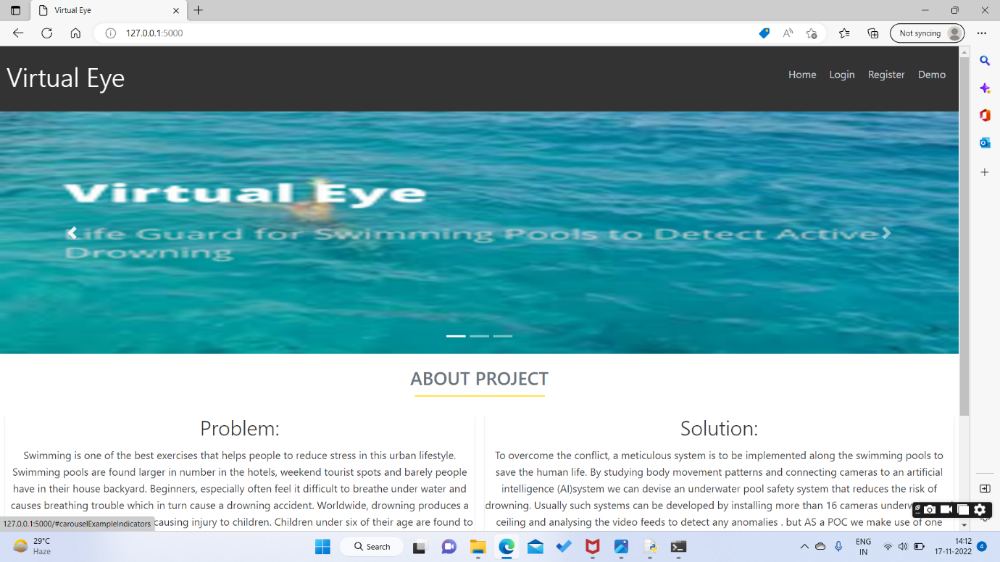 Virtual Eye
127.0.0.1:5000
Not syncing
Virtual Eye
Home Login Register Demo
Virtual Eye
Life Guard for Swimming Pools to Detect Active
Drowning
ABOUT PROJECT
Problem:
Swimming is one of the best exercises that helps people to reduce stress in this urban lifestyle.
Swimming pools are found larger in number in the hotels, weekend tourist spots and barely people
have in their house backyard. Beginners, especially often feel it difficult to breathe under water and
causes breathing trouble which in turn cause a drowning accident. Worldwide, drowning produces a
causing injury to children. Children under six of their age are found to
Solution:
To overcome the conflict, a meticulous system is to be implemented along the swimming pools to
save the human life. By studying body movement patterns and connecting cameras to an artificial
intelligence (AI)system we can devise an underwater pool safety system that reduces the risk of
drowning. Usually such systems can be developed by installing more than 16 cameras
ceiling and analysing the video feeds to detect any anomalies . but AS a POC we make use of one
127.0.0.1:5000/#carouselExampleIndicators
29°C
Haze
Search
ENG
IN
14:12
17-11-2022
4